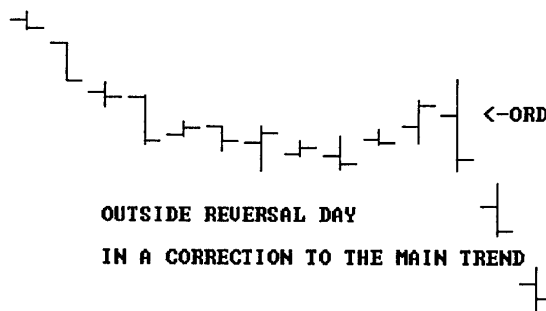 <-ORD
OUTSIDE REVERSAL DAY
IN A CORRECTION TO THE MAIN TREND